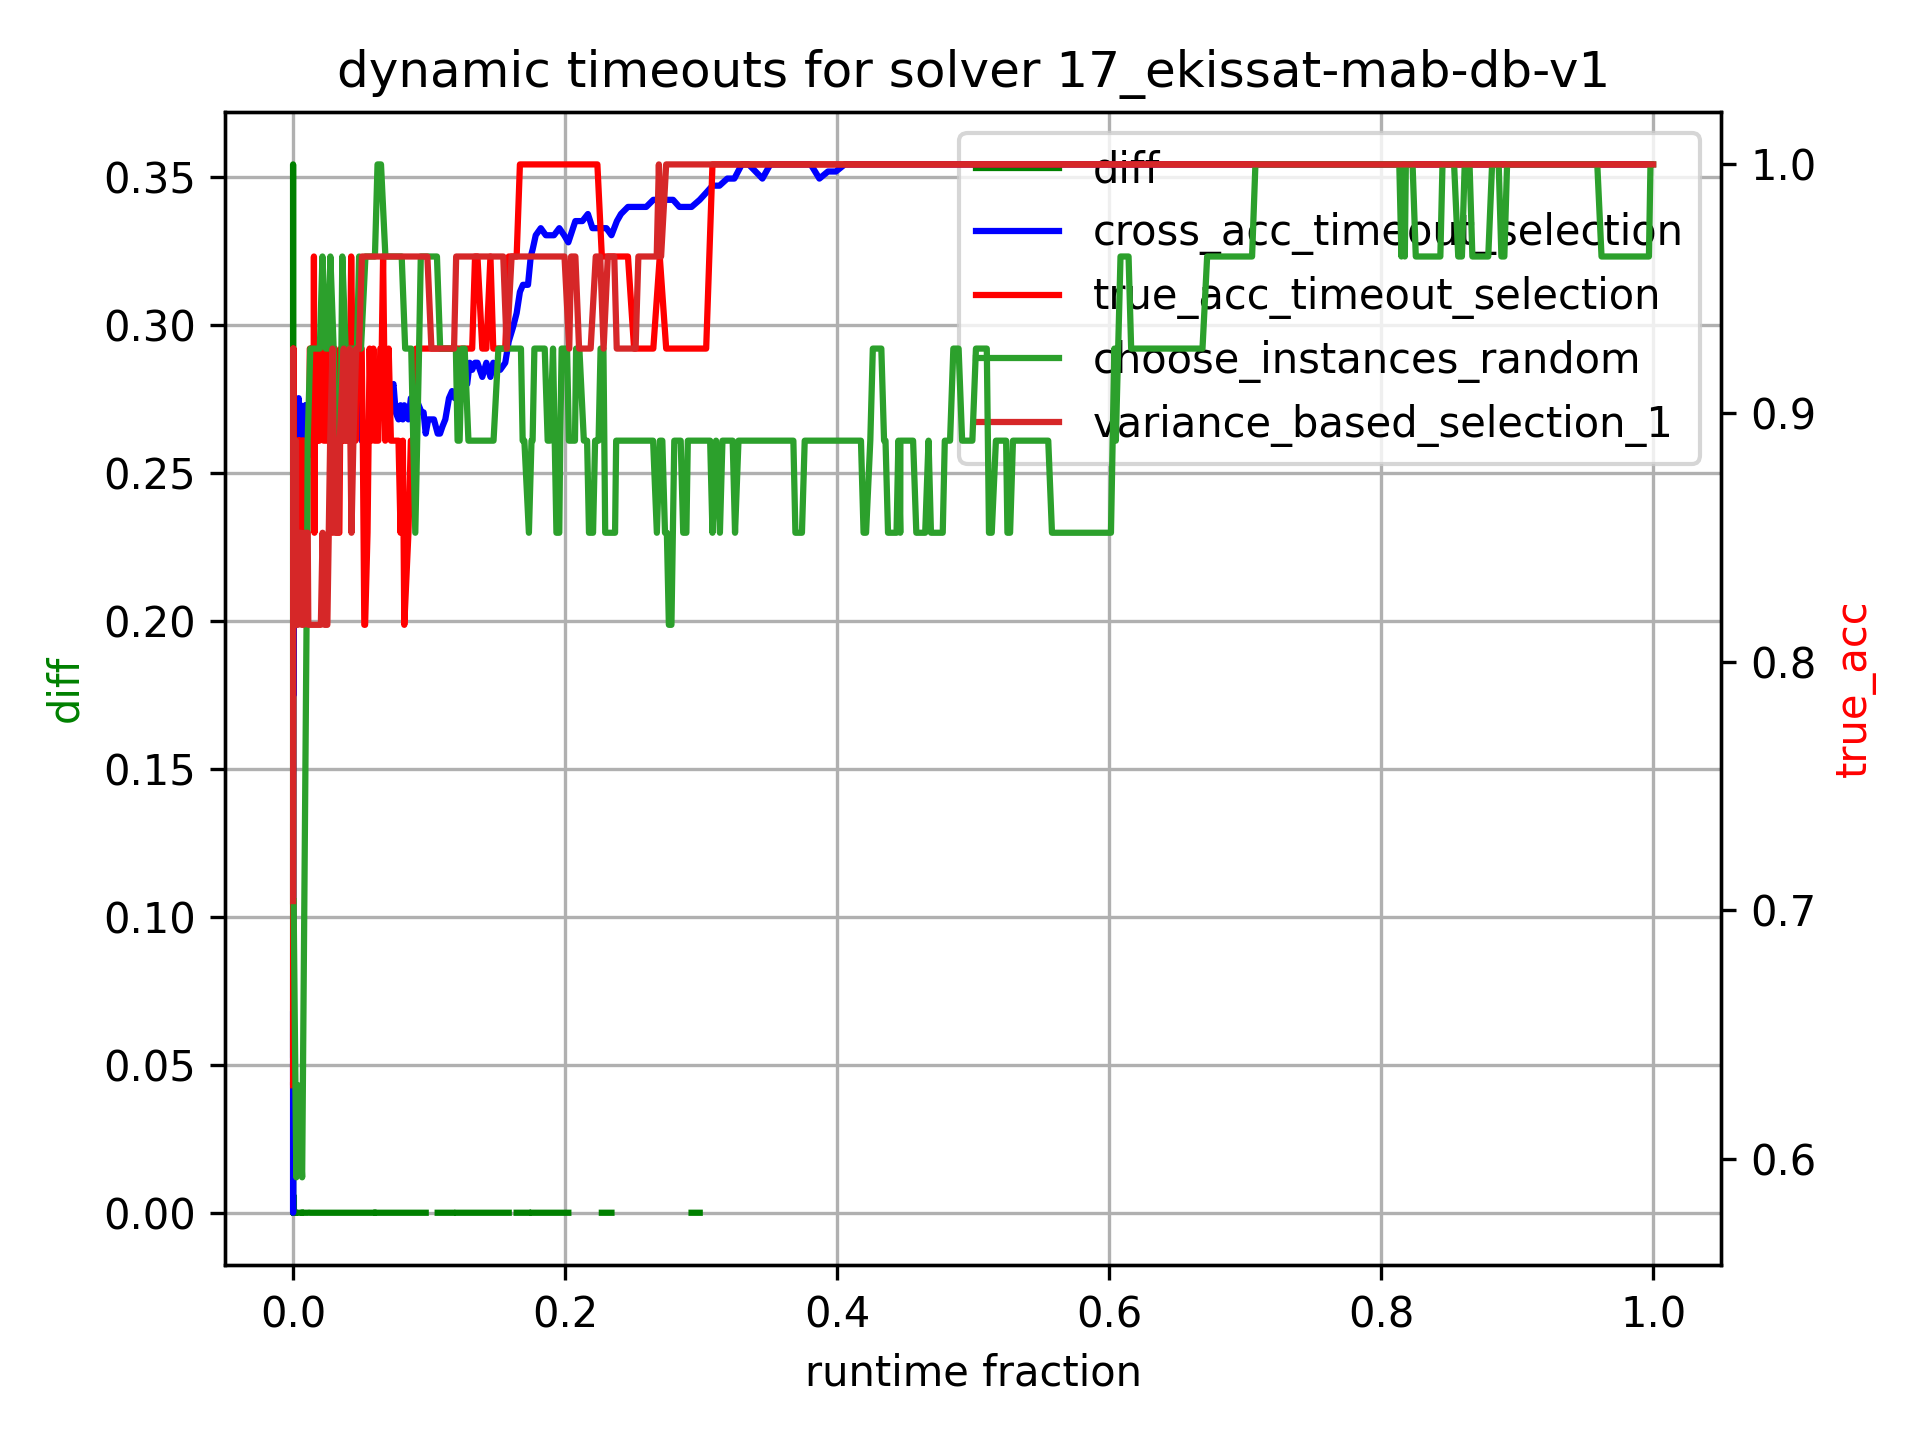 dynamic timeouts for solver 17_ekissat-mab-db-v1
diff
cross_acc_timeout_selection
true_acc_timeout_selection
choose_instances_random
variance_based_selection_1
0.35
0.30
0.25
0.20
0.15
0.10
0.05
0.00
diff
1.0
0.9
0.8
0.7
0.6
true_acc
0.0 0.2 0.4 0.6 0.8 1.0
runtime fraction